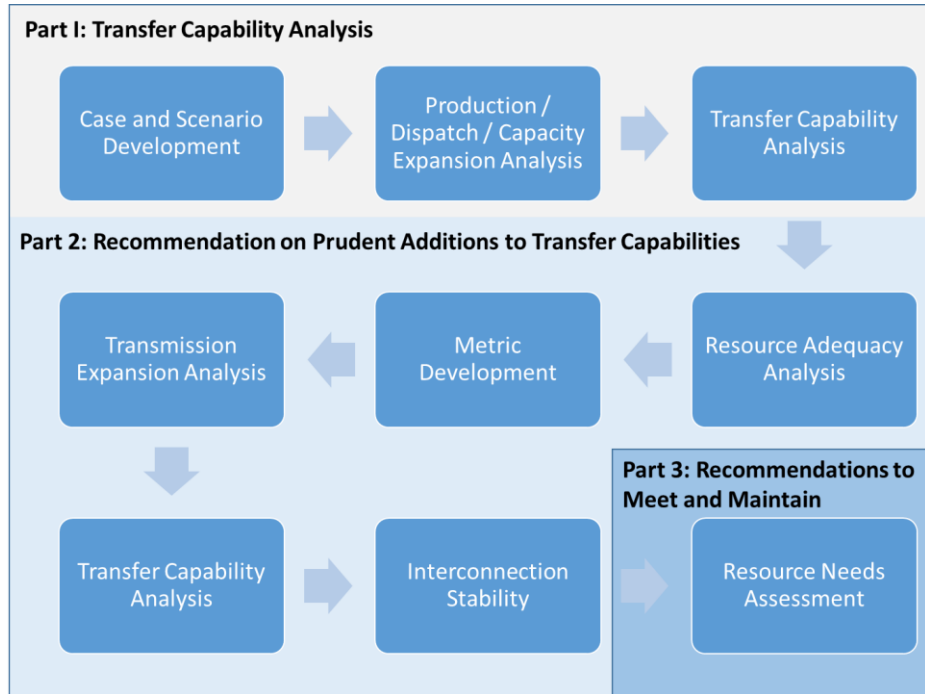 Part I: Transfer Capability Analysis
Case and Scenario
Development
Production /
Dispatch / Capacity
Expansion Analysis
Transfer Capability
Analysis
Part 2: Recommendation on Prudent Additions to Transfer Capabilities
Transmission
Expansion Analysis
Metric
Development
Resource Adequacy
Analysis
Part 3: Recommendations to
Meet and Maintain
Transfer Capability
Analysis
Interconnection
Stability
Resource Needs
Assessment